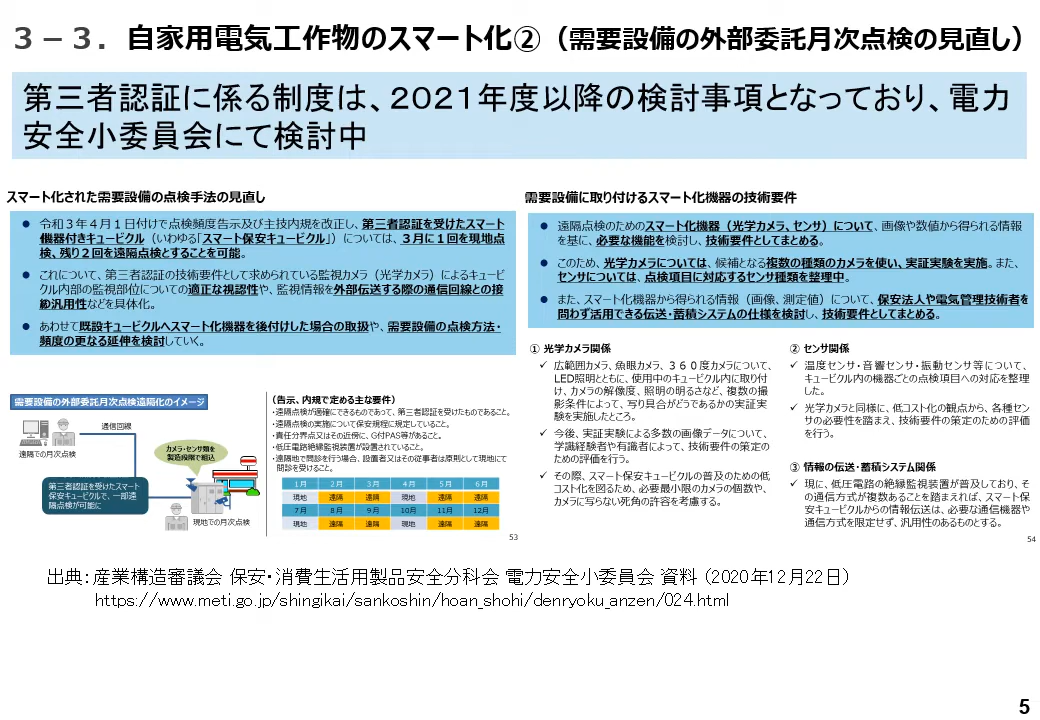 ３－３．自家用電気工作物のスマート化②（需要設備の外部委託月次点検の見直し）
第三者認証に係る制度は、２０２１年度以降の検討事項となっており、電力
安全小委員会にて検討中
スマート化された需要設備の点検手法の見直し
● 令和３年４月１日付けで点検頻度告示及び主技内規を改正し、第三者認証を受けたスマート
機器付きキュービクル（いわゆる「スマート保安キュービクル」）については、３月に１回を現地点
検、残り２回を遠隔点検とすることを可能。
● これについて、第三者認証の技術要件として求められている監視カメラ（光学カメラ）によるキュービ
クル内部の監視部位についての適正な視認性や、監視情報を外部伝送する際の通信回線との接
続汎用性などを具体化。
● あわせて既設キュービクルへスマート化機器を後付けした場合の取扱や、需要設備の点検方法・
頻度の更なる延伸を検討していく。
需要設備の外部委託月次点検遠隔化のイメージ
通信回線
遠隔での月次点検
カメラ・センサ類を
製造段階で組込
第三者認証を受けたスマート
保安キュービクルで、一部遠
隔点検が可能に
現地での月次点検
（告示、内規で定める主な要件）
・遠隔点検が適確にできるものであって、第三者認証を受けたものであること。
・遠隔点検の実施について保安規程に規定していること。
・責任分界点又はその近傍に、G付PAS等があること。
・低圧電路絶縁監視装置が設置されていること。
・遠隔地で問診を行う場合、設置者又はその従事者は原則として現地にて
問診を受けること。
１月 ２月 ３月 ４月 ５月 ６月
現地 遠隔 遠隔 現地 遠隔 遠隔
７月 ８月 ９月 10月 11月 12月
現地 遠隔 遠隔 現地 遠隔 遠隔
53
需要設備に取り付けるスマート化機器の技術要件
● 遠隔点検のためのスマート化機器（光学カメラ、センサ）について、画像や数値から得られる情報
を基に、必要な機能を検討し、技術要件としてまとめる。
● このため、光学カメラについては、候補となる複数の種類のカメラを使い、実証実験を実施。また、
センサについては、点検項目に対応するセンサ種類を整理中。
● また、スマート化機器から得られる情報（画像、測定値）について、保安法人や電気管理技術者を
問わず活用できる伝送・蓄積システムの仕様を検討し、技術要件としてまとめる。
① 光学カメラ関係
✓ 広範囲カメラ、魚眼カメラ、３６０度カメラについて、
LED照明とともに、使用中のキュービクル内に取り付
け、カメラの解像度、照明の明るさなど、複数の撮
影条件によって、写り具合がどうであるかの実証実
験を実施したところ。
✓ 今後、実証実験による多数の画像データについて、
学識経験者や有識者によって、技術要件の策定のた
めの評価を行う。
✓ その際、スマート保安キュービクルの普及のための低
コスト化を図るため、必要最小限のカメラの個数や、
カメラに写らない死角の許容を考慮する。
② センサ関係
✓ 温度センサ・音響センサ・振動センサ等について、
キュービクル内の機器ごとの点検項目への対応を整理
した。
✓ 光学カメラと同様に、低コスト化の観点から、各種セン
サの必要性を踏まえ、技術要件の策定のための評価
を行う。
③ 情報の伝送・蓄積システム関係
✓ 現に、低圧電路の絶縁監視装置が普及しており、そ
の通信方式が複数あることを踏まえれば、スマート保
安キュービクルからの情報伝送は、必要な通信機器や
通信方式を限定せず、汎用性のあるものとする。
54
出典：産業構造審議会 保安・消費生活用製品安全分科会 電力安全小委員会 資料（2020年12月22日）
https://www.meti.go.jp/shingikai/sankoshin/hoan_shohi/denryoku_anzen/024.html
5